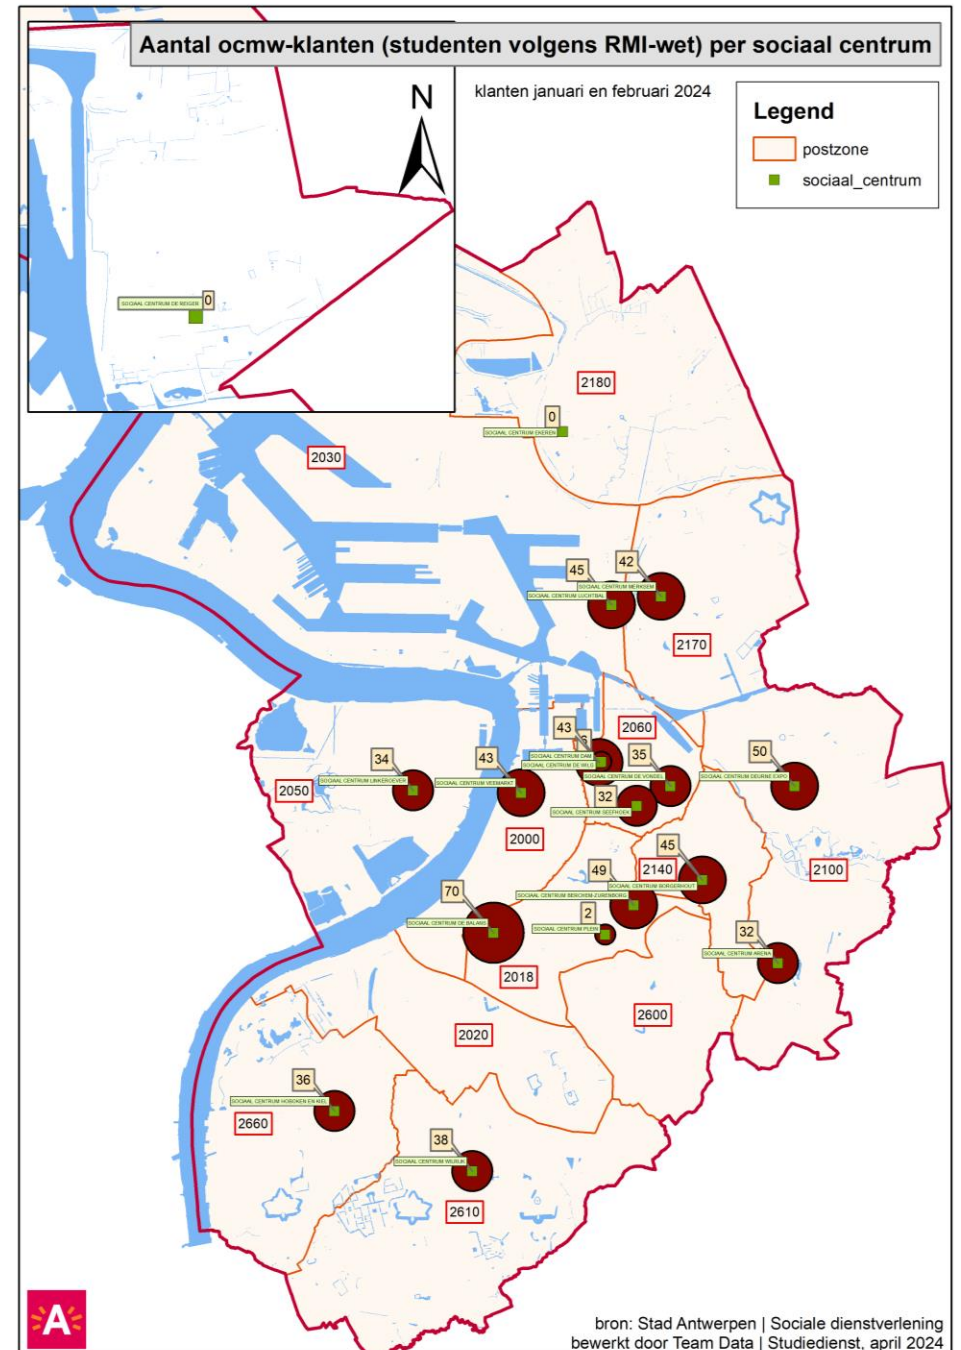 Aantal ocmw-klanten (studenten volgens RMI-wet) per sociaal centrum
klanten januari en februari 2024
N
Legend
postzone
sociaal_centrum
0
2180
0
SOCIAAL CENTRUM EKEREN
2030
45
42
SOCIAAL CENTRUM MERKSEM
SOCIAAL CENTRUM LUCHTBAL
2170
2060
43
6
SOCIAAL CENTRUM DAM
SOCIAAL CENTRUM DE WILG
35
SOCIAAL CENTRUM DE VONDEL
50
SOCIAAL CENTRUM DEURNE EXPO
34
SOCIAAL CENTRUM LINKEROEVER
43
SOCIAAL CENTRUM VEEMARKT
2050
32
SOCIAAL CENTRUM SEEFHOEK
2000
45
2140
2100
49
SOCIAAL CENTRUM BORGERHOUT
SOCIAAL CENTRUM BERCHEM-ZURENBORG
70
SOCIAAL CENTRUM DE BALANS
2
SOCIAAL CENTRUM PLEIN
32
SOCIAAL CENTRUM ARENA
2018
2600
2020
36
SOCIAAL CENTRUM HOBOKEN EN KIEL
2660
38
SOCIAAL CENTRUM WILRIJK
2610
A
bron: Stad Antwerpen | Sociale dienstverlening
bewerkt door Team Data | Studiedienst, april 2024